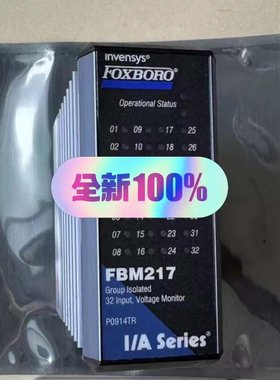 invensys
FOXBORO
Operational Status
01 09 17 25
02 10 18 26
全新100%
07 15 23 31
08 16 24 32
FBM217
Group Isolated
32 Input, Voltage Monitor
P0914TR
I/A Series